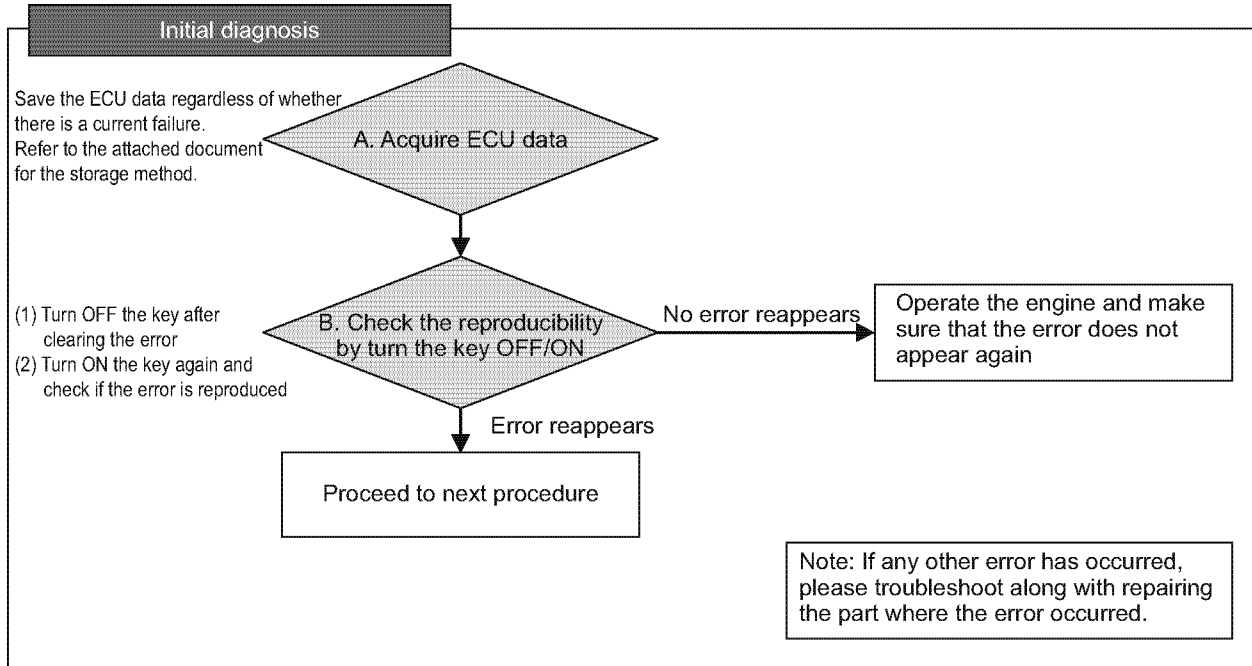 Initial diagnosis
Save the ECU data regardless of whether
there is a current failure.
Refer to the attached document
for the storage method.
A. Acquire ECU data
(1) Turn OFF the key after
clearing the error
(2) Turn ON the key again and
check if the error is reproduced
B. Check the reproducibility
by turn the key OFF/ON
No error reappears
Operate the engine and make
sure that the error does not
appear again
Error reappears
Proceed to next procedure
Note: If any other error has occurred,
please troubleshoot along with repairing
the part where the error occurred.